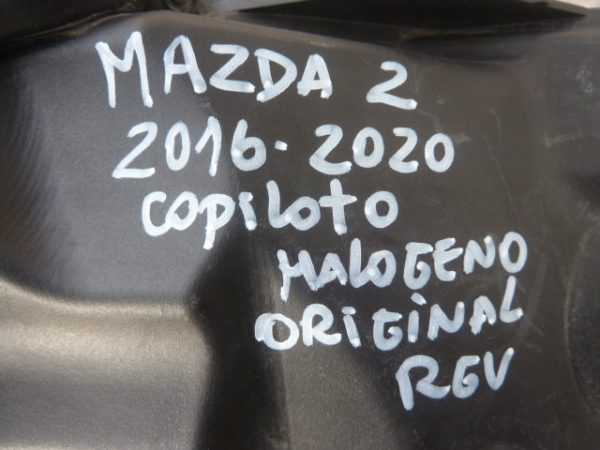 MAZDA 2
2016-2020
COPILOTO
HALOGENO
ORIGINAL
RGV